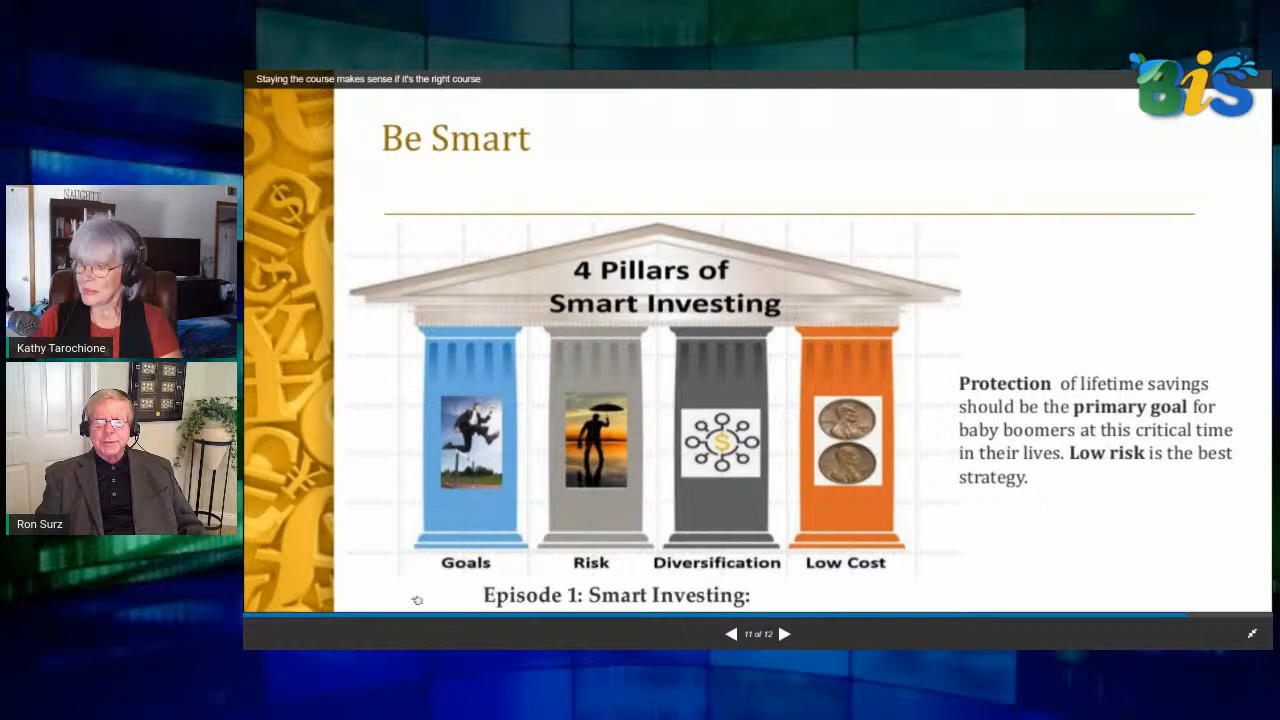 Staying the course makes sense if it's the right course
BiS
Be Smart
4 Pillars of
Smart Investing
NAUGHTY
Kathy Tarochione
Ron Surz
Protection of lifetime savings
should be the primary goal for
baby boomers at this critical time
in their lives. Low risk is the best
strategy.
Goals
Risk
Diversification
Low Cost
Episode 1: Smart Investing:
11 of 12